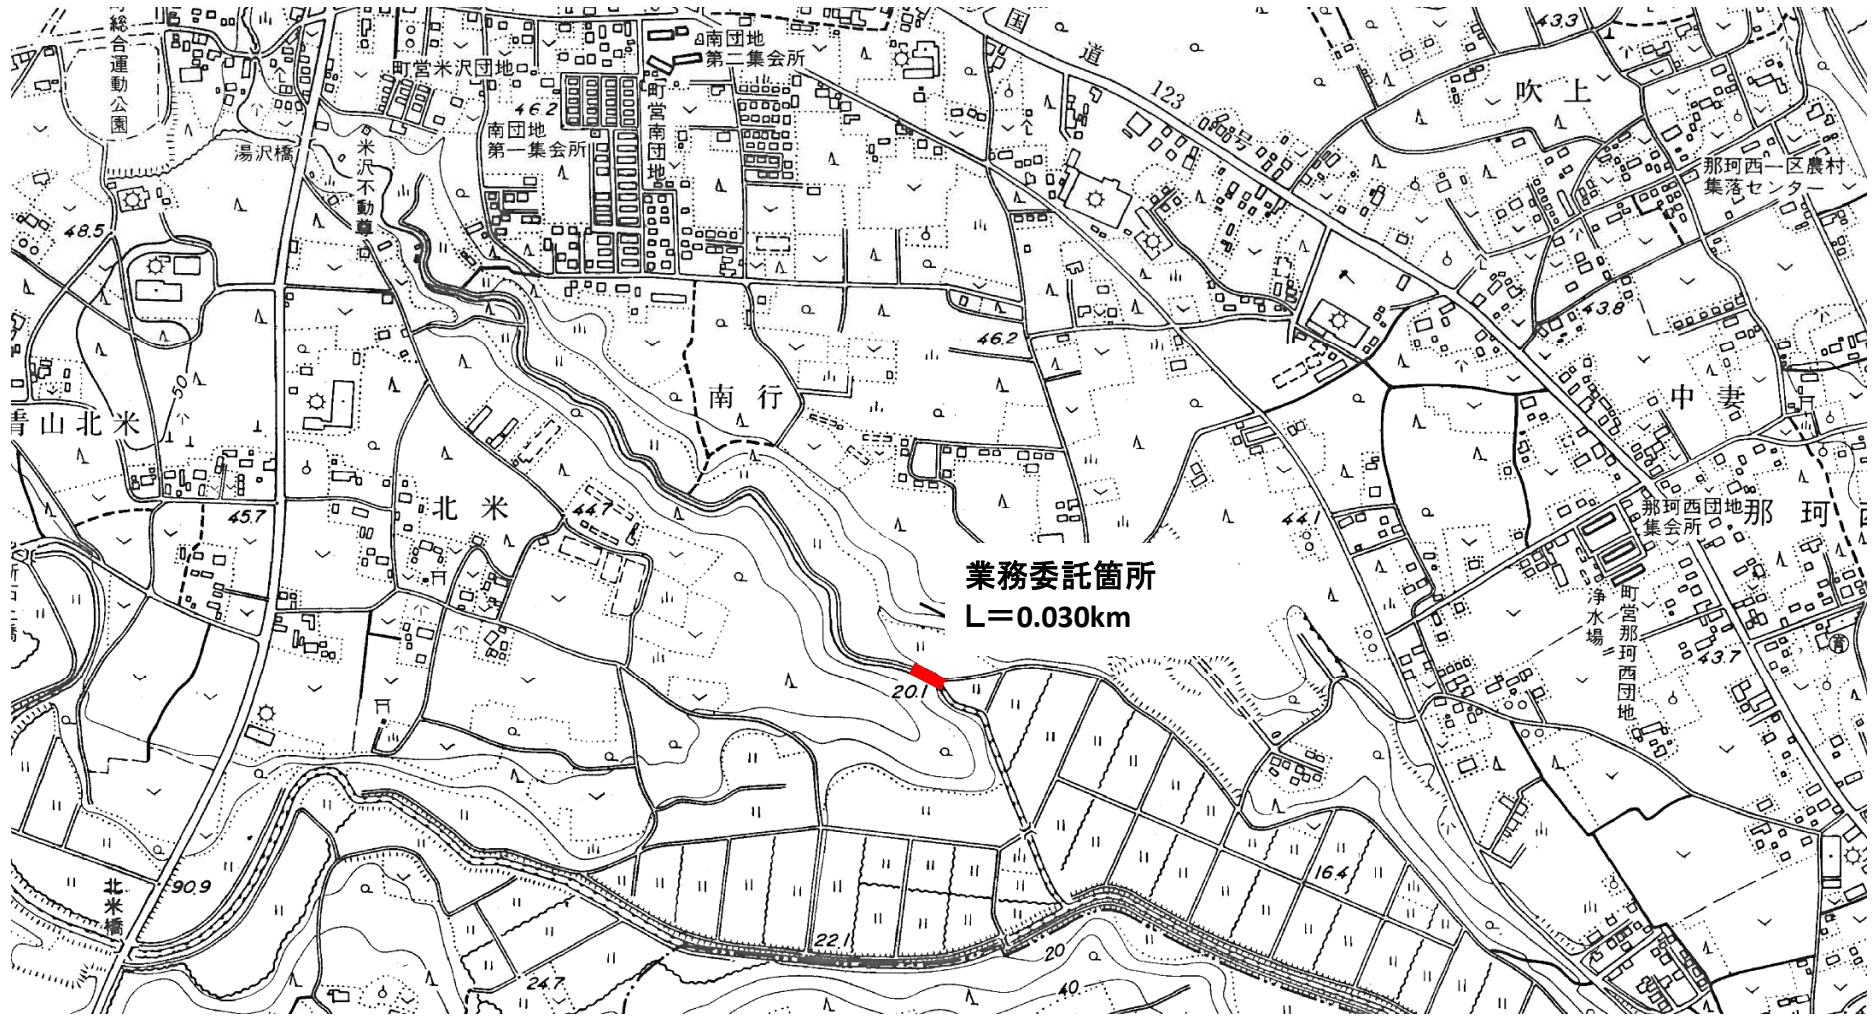 総合運動公園
南団地
第二集会所
国道
123
43.3
町営米沢団地
46.2
町営南団地
吹上
南団地
第一集会所
湯沢橋
米沢不動尊
那珂西一区農村
集落センター
48.5
43.8
46.2
50
南行
中妻
青山北米
北米
44.7
45.7
44.1
那珂西団地
集会所
那珂西
業務委託箇所
L=0.030km
浄水場
町営那珂西団地
43.7
20.1
16.4
北米橋
90.9
22.1
20
24.7
40